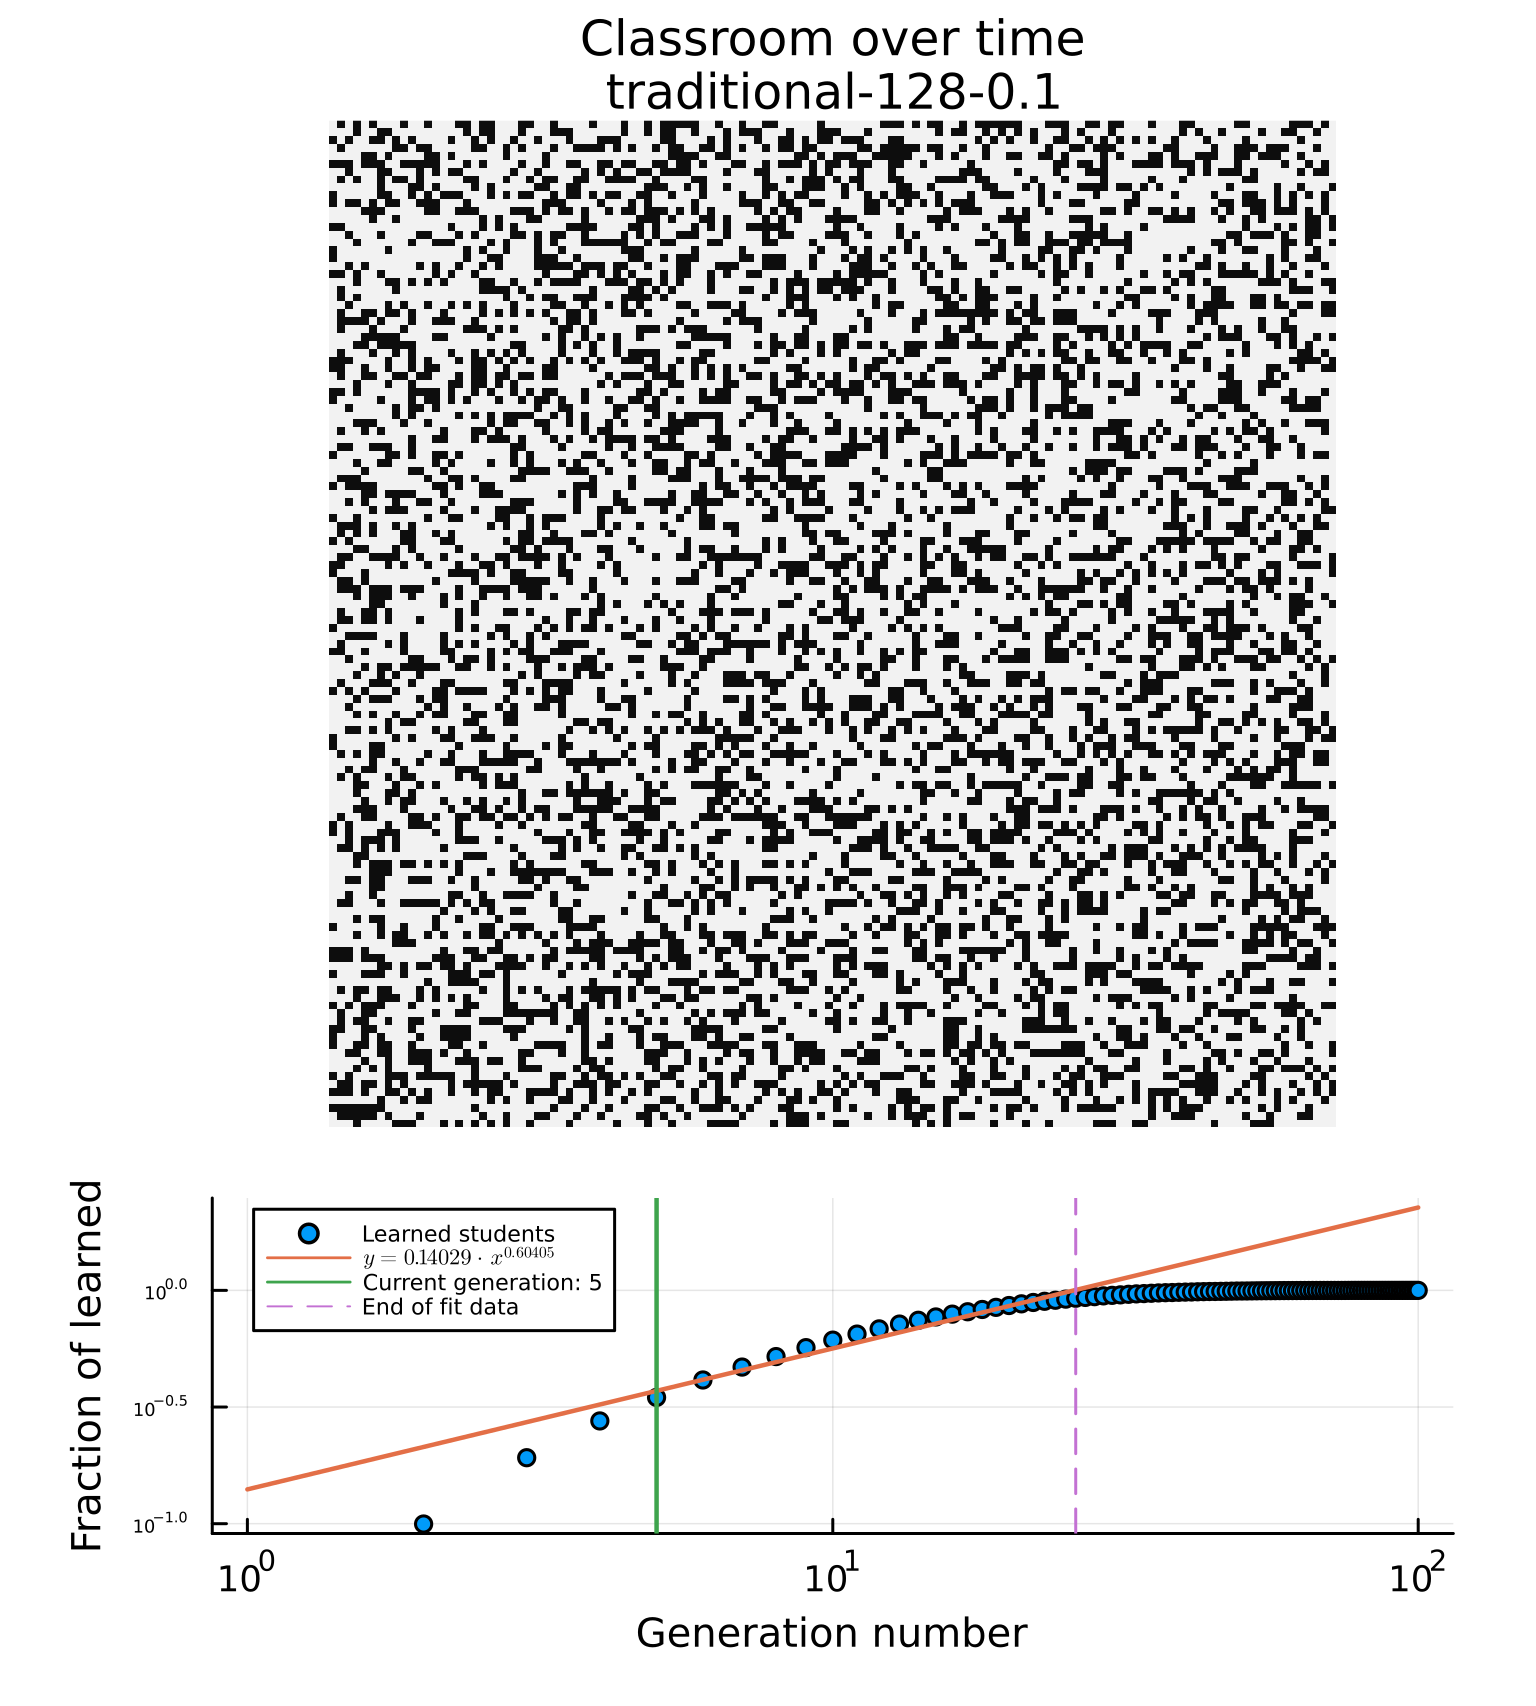 Classroom over time
traditional-128-0.1
Fraction of learned
Learned students
y = 0.14029 · x^0.60405
Current generation: 5
End of fit data
10^0.0
10^−0.5
10^−1.0
10^0 10^1 10^2
Generation number